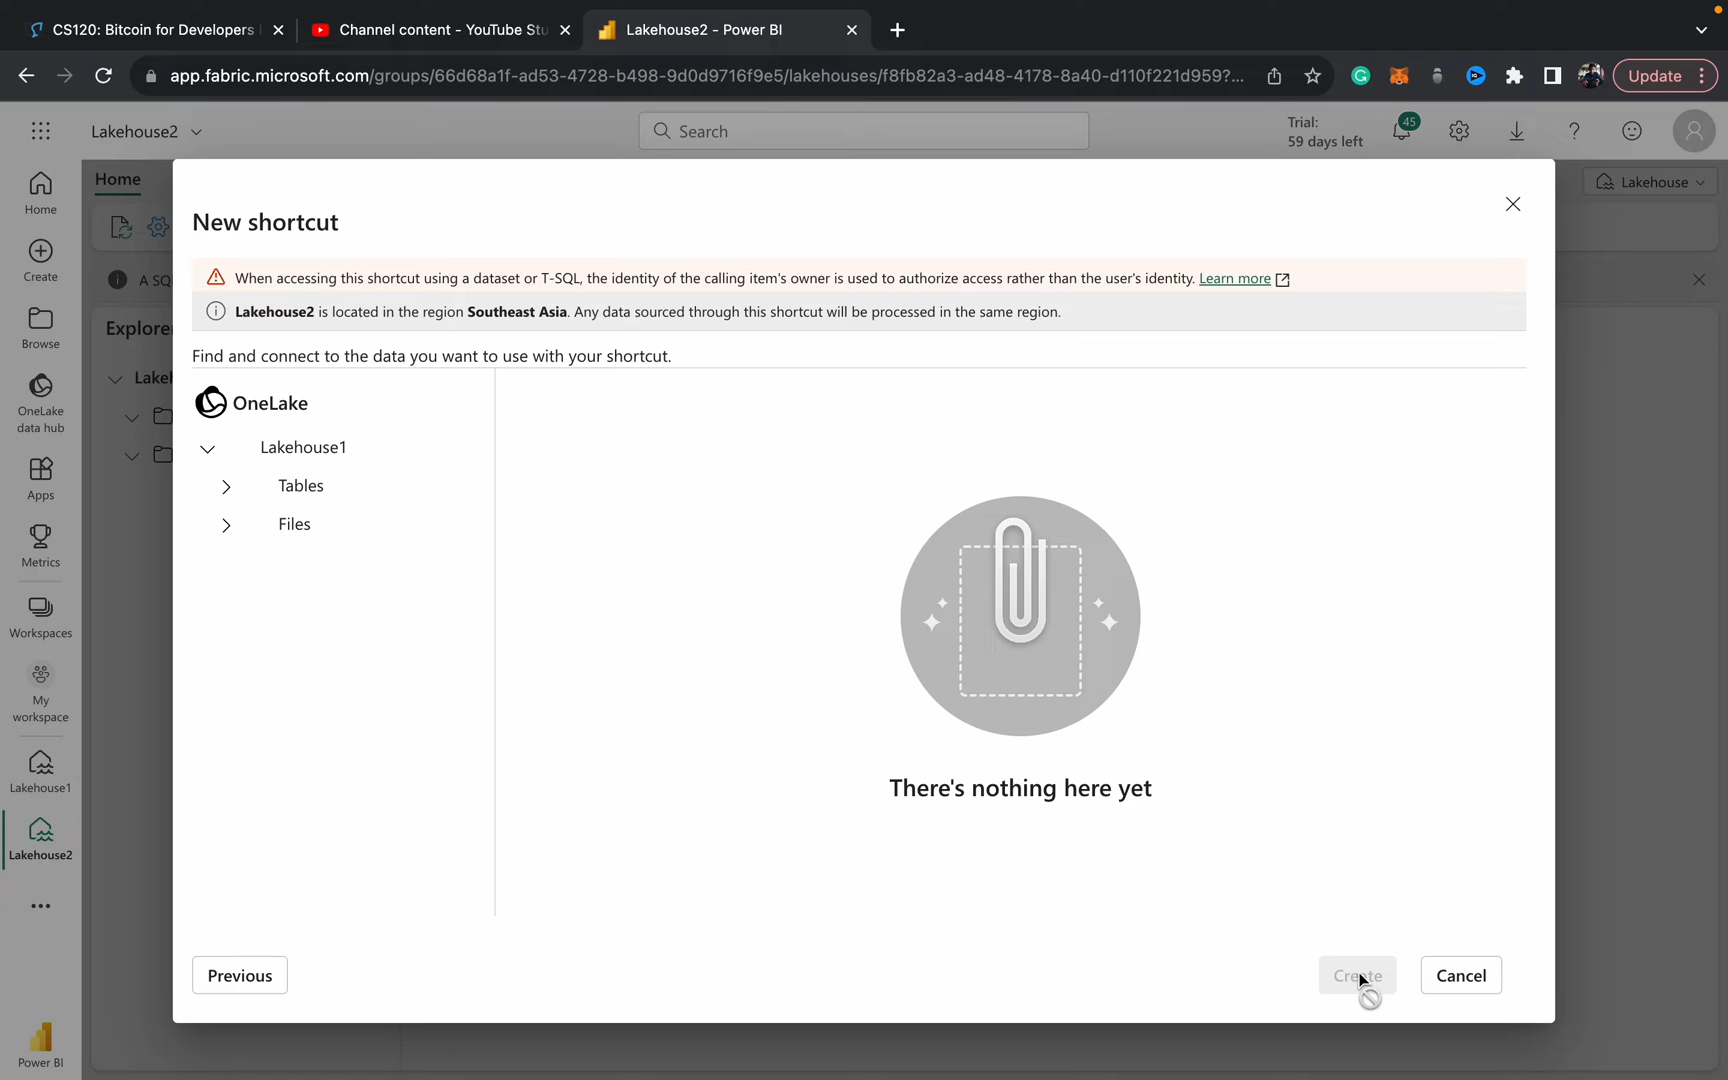 CS120: Bitcoin for Developers
Channel content - YouTube Stu
Lakehouse2 - Power BI
app.fabric.microsoft.com/groups/66d68a1f-ad53-4728-b498-9d0d9716f9e5/lakehouses/f8fb82a3-ad48-4178-8a40-d110f221d959?...
Update
Lakehouse2
Search
Trial:
59 days left
45
Home
Lakehouse
New shortcut
When accessing this shortcut using a dataset or T-SQL, the identity of the calling item's owner is used to authorize access rather than the user's identity. Learn more
A SQ
Lakehouse2 is located in the region Southeast Asia. Any data sourced through this shortcut will be processed in the same region.
Explorer
Find and connect to the data you want to use with your shortcut.
Lakeh
OneLake
Lakehouse1
Tables
Files
There's nothing here yet
Previous
Create
Cancel
Home
Create
Browse
OneLake
data hub
Apps
Metrics
Workspaces
My
workspace
Lakehouse1
Lakehouse2
Power BI